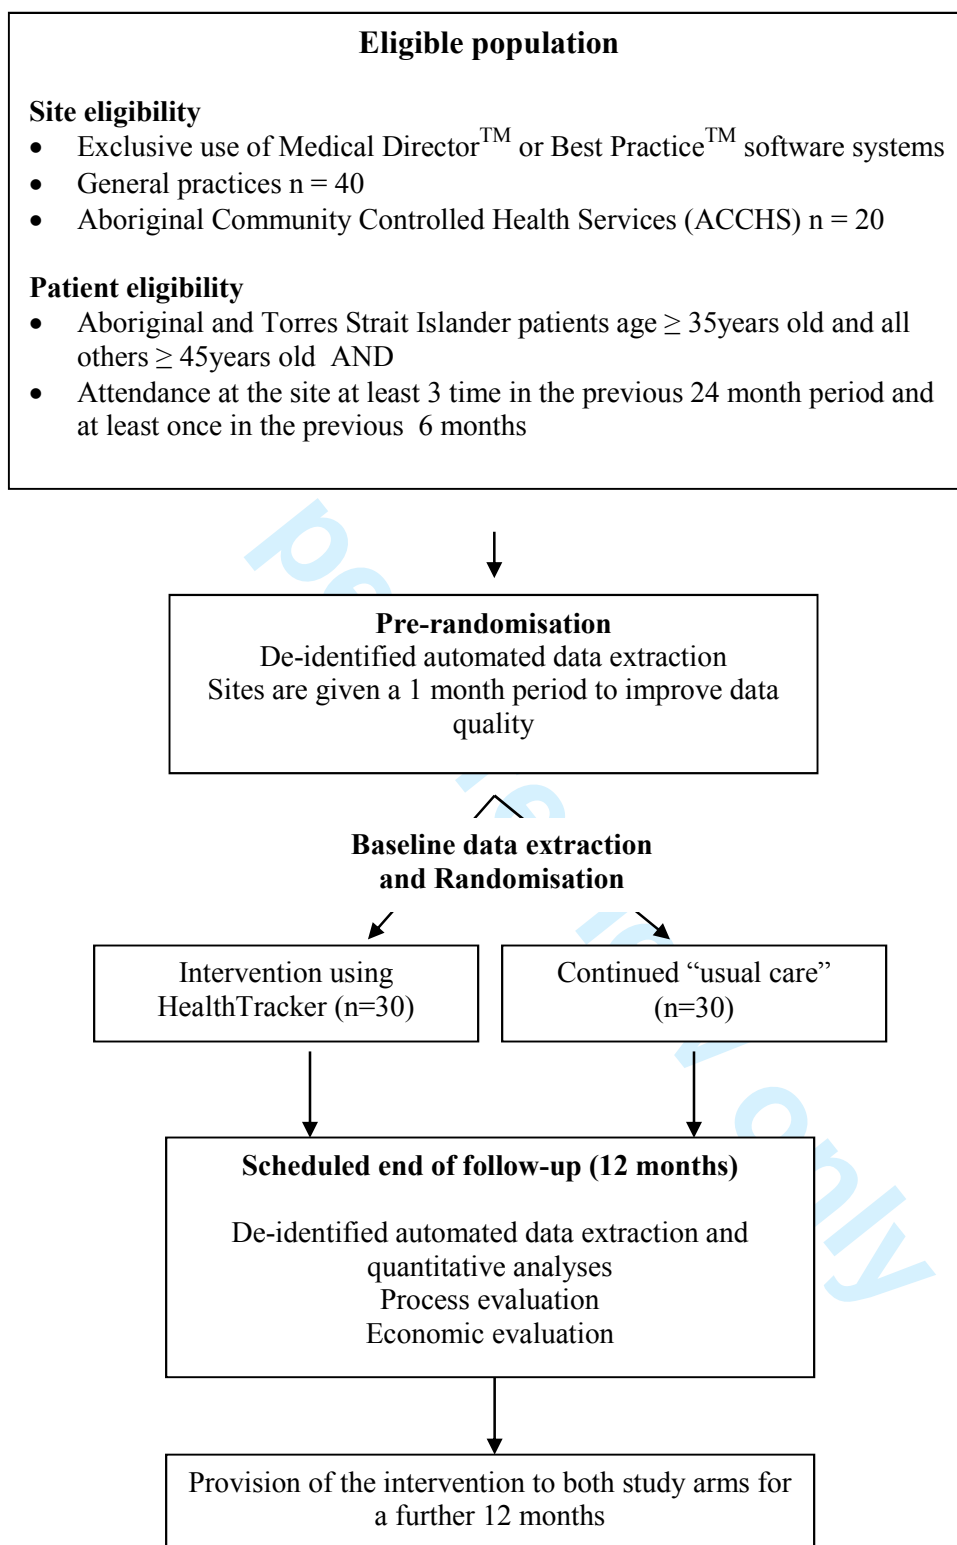 Eligible population
Site eligibility
• Exclusive use of Medical Director™ or Best Practice™ software systems
• General practices n = 40
• Aboriginal Community Controlled Health Services (ACCHS) n = 20
Patient eligibility
• Aboriginal and Torres Strait Islander patients age ≥ 35years old and all
others ≥ 45years old  AND
• Attendance at the site at least 3 time in the previous 24 month period and
at least once in the previous  6 months
Pre-randomisation
De-identified automated data extraction
Sites are given a 1 month period to improve data
quality
Baseline data extraction
and Randomisation
Intervention using
HealthTracker (n=30)
Continued “usual care”
(n=30)
Scheduled end of follow-up (12 months)
De-identified automated data extraction and
quantitative analyses
Process evaluation
Economic evaluation
Provision of the intervention to both study arms for
a further 12 months
only